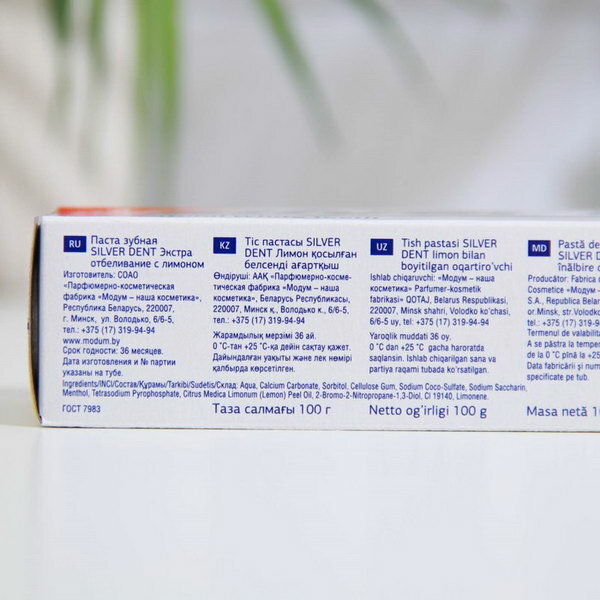 RU Паста зубная
SILVER DENT Экстра
отбеливание с лимоном
Изготовитель: СОАО
«Парфюмерно-косметическая
фабрика «Модум – наша косметика»,
Республика Беларусь, 220007,
г. Минск, ул. Володько, 6/6-5,
тел.: +375 (17) 319-94-94
www.modum.by
Срок годности: 36 месяцев.
Дата изготовления и № партии
указаны на тубе.
KZ Тіс пастасы SILVER
DENT Лимон қосылған
белсенді ағартқыш
Өндіруші: ААҚ «Парфюмерно-косме-
тическая фабрика «Модум – наша
косметика», Беларусь Республикасы,
220007, Минск қ., Володько к., 6/6-5,
тел.: +375 (17) 319-94-94
Жарамдылық мерзімі 36 ай.
0 °С-тан +25 °С-қа дейін сақтау қажет.
Дайындалған уақыты және лек нөмірі
қалбырда көрсетілген.
UZ Tish pastasi SILVER
DENT limon bilan
boyitilgan oqartiro'vchi
Ishlab chiqaruvchi: «Модум – наша
косметика» Parfumer-kosmetik
fabrikasi» QOTAJ, Belarus Respublikasi,
220007, Minsk shahri, Volodko ko'chasi,
6/6-5 uy, tel: +375 (17) 319-94-94
Yaroqlik muddati 36 oy.
0 °C dan +25 °C gacha haroratda
saqlansin. Ishlab chiqarilgan sana va
partiya raqami tubada ko'rsatilgan.
MD Pastă de
SILVER D
înălbire c
Producător: Fabrica d
Cosmetice «Модум –
S.A., Republica Belar
or.Minsk, str.Volodko
tel.: +375 (17) 319-94
Termenul de valabilit
A se păstra la temper
de la 0 °C pînă la +25
Data fabricării şi num
specificate pe tub.
Ingredients/INCI/Состав/Құрамы/Tarkibi/Sudetis/Склад: Aqua, Calcium Carbonate, Sorbitol, Cellulose Gum, Sodium Coco-Sulfate, Sodium Saccharin,
Menthol, Tetrasodium Pyrophosphate, Citrus Medica Limonum (Lemon) Peel Oil, 2-Bromo-2-Nitropropane-1,3-Diol, CI 19140, Limonene.
ГОСТ 7983
Таза салмағы 100 г
Netto og'irligi 100 g
Masa netă 10